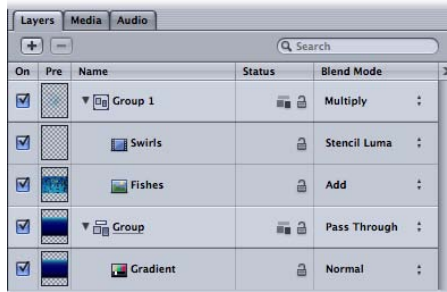 Layers Media Audio
+ − Search
On Pre Name Status Blend Mode
Group 1 Multiply
Swirls Stencil Luma
Fishes Add
Group Pass Through
Gradient Normal